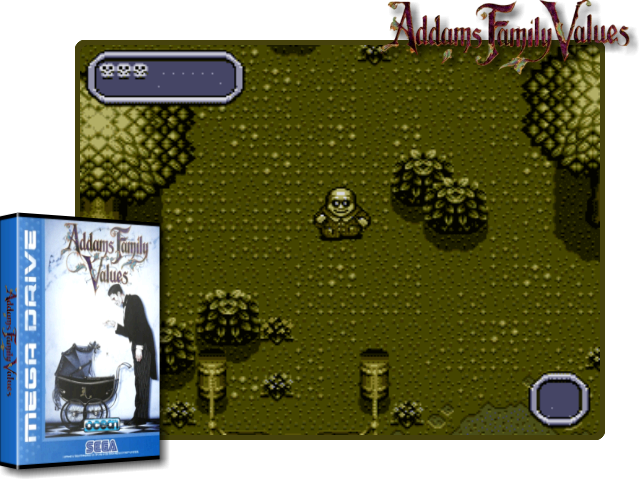 Addams Family Values
Addams Family
Values
MEGA DRIVE
Addams Family Values
ocean
SEGA